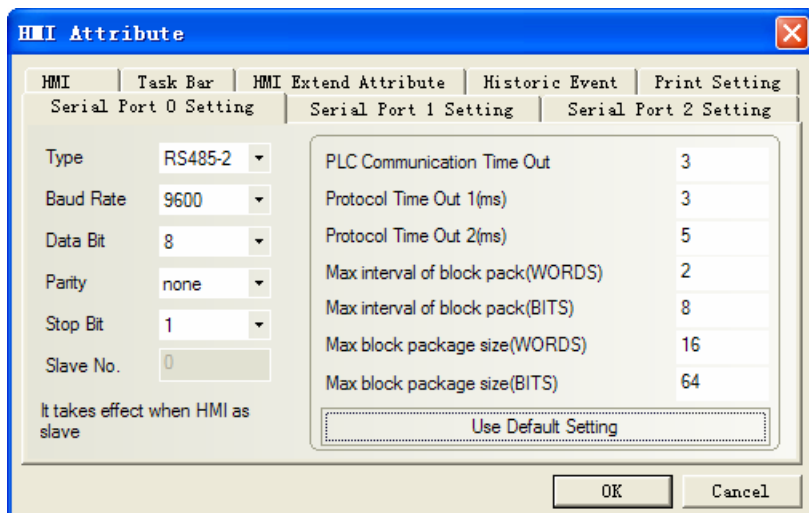 HMI Attribute
HMI
Task Bar
HMI Extend Attribute
Historic Event
Print Setting
Serial Port 0 Setting
Serial Port 1 Setting
Serial Port 2 Setting
Type
RS485-2
Baud Rate
9600
Data Bit
8
Parity
none
Stop Bit
1
Slave No.
0
It takes effect when HMI as
slave
PLC Communication Time Out
3
Protocol Time Out 1(ms)
3
Protocol Time Out 2(ms)
5
Max interval of block pack(WORDS)
2
Max interval of block pack(BITS)
8
Max block package size(WORDS)
16
Max block package size(BITS)
64
Use Default Setting
OK
Cancel